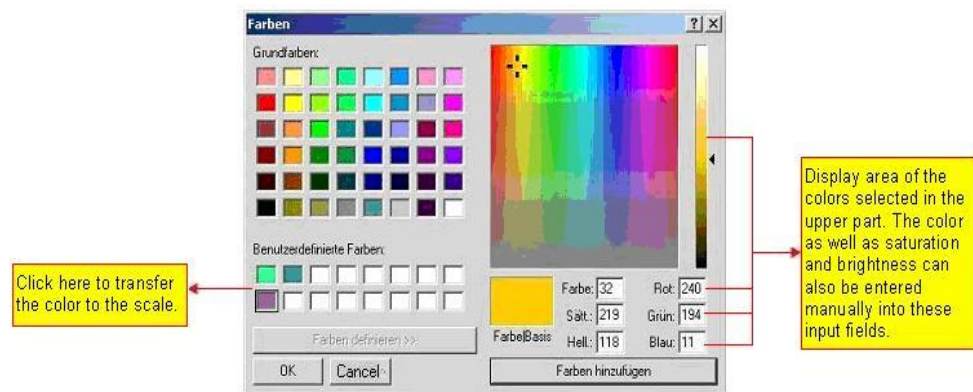 Farben
Grundfarben:
Benutzerdefinierte Farben:
Click here to transfer
the color to the scale.
Farben definieren >>
OK
Cancel
Farbe|Basis
Farbe: 32
Sätt.: 219
Hell.: 118
Rot: 240
Grün: 194
Blau: 11
Farben hinzufügen
Display area of the
colors selected in the
upper part. The color
as well as saturation
and brightness can
also be entered
manually into these
input fields.